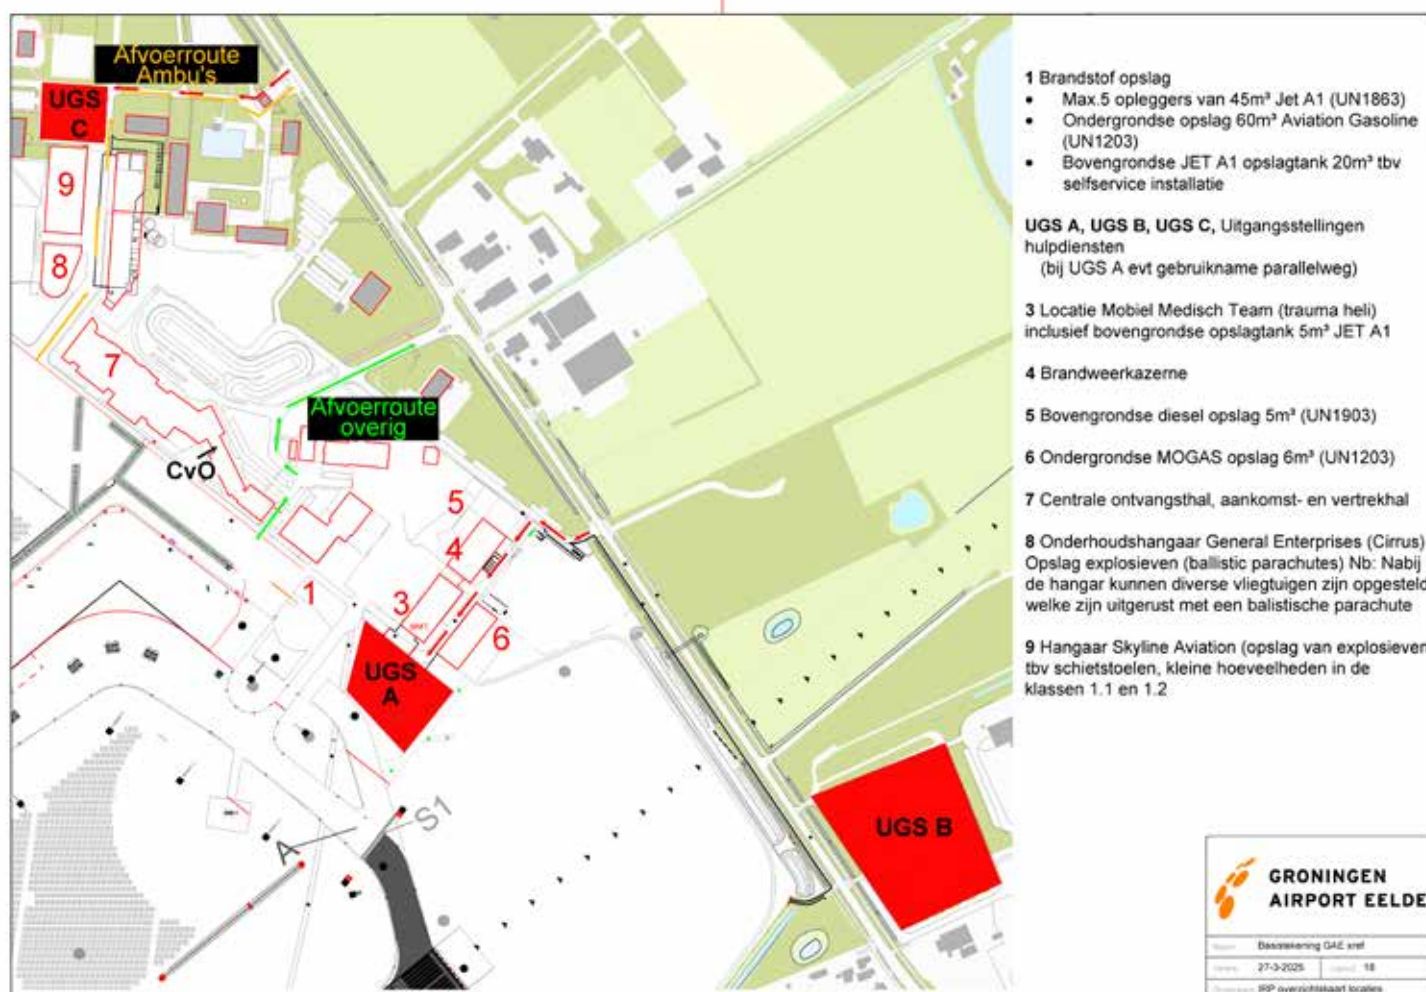 Afvoerroute
Ambu's
UGS
C
9
8
7
Afvoerroute
overig
CvO
5
4
3
1
6
UGS
A
UGS B
A
S1
1 Brandstof opslag
• Max.5 opleggers van 45m³ Jet A1 (UN1863)
• Ondergrondse opslag 60m³ Aviation Gasoline
(UN1203)
• Bovengrondse JET A1 opslagtank 20m³ tbv
selfservice installatie
UGS A, UGS B, UGS C, Uitgangsstellingen
hulpdiensten
(bij UGS A evt gebruikname parallelweg)
3 Locatie Mobiel Medisch Team (trauma heli)
inclusief bovengrondse opslagtank 5m³ JET A1
4 Brandweerkazerne
5 Bovengrondse diesel opslag 5m³ (UN1903)
6 Ondergrondse MOGAS opslag 6m³ (UN1203)
7 Centrale ontvangsthal, aankomst- en vertrekhal
8 Onderhoudshangaar General Enterprises (Cirrus)
Opslag explosieven (ballistic parachutes) Nb: Nabij
de hangar kunnen diverse vliegtuigen zijn opgesteld
welke zijn uitgerust met een balistische parachute
9 Hangaar Skyline Aviation (opslag van explosieven
tbv schietstoelen, kleine hoeveelheden in de
klassen 1.1 en 1.2
GRONINGEN
AIRPORT EELDE
Basistekening GAE xref
27-3-2025 18
IRP overzichtskaart locaties